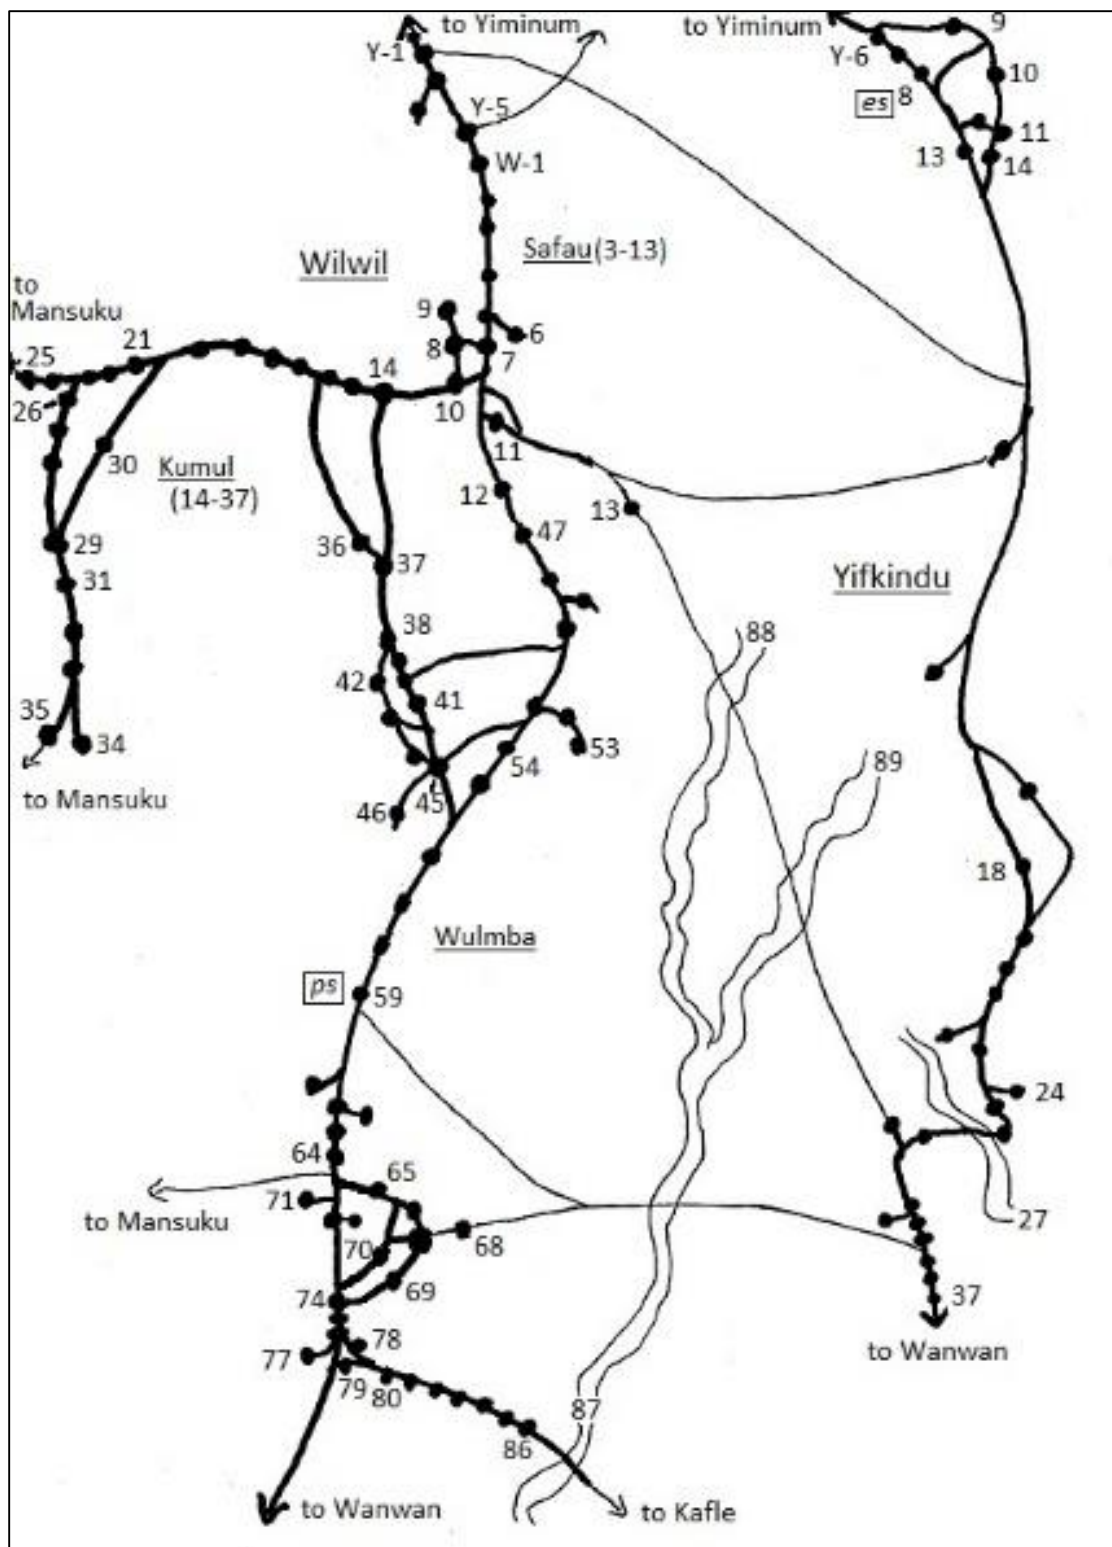 to Yiminum
to Yiminum
9
Y-1
Y-6
10
es
8
Y-5
11
13
14
W-1
Safau (3-13)
Wilwil
to
Mansuku
9
6
21
8
7
25
14
10
26
11
30
Kumul
(14-37)
12
13
47
29
36
37
31
Yifkindu
38
88
42
41
35
34
53
54
89
to Mansuku
46
45
18
Wulmba
ps
59
24
64
65
71
to Mansuku
68
27
70
69
74
37
78
77
to Wanwan
79
80
87
86
to Wanwan
to Kafle